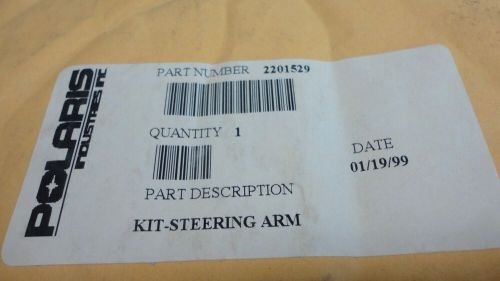 POLARIS
INDUSTRIES INC.
PART NUMBER 2201529
QUANTITY 1
DATE
01/19/99
PART DESCRIPTION
KIT-STEERING ARM